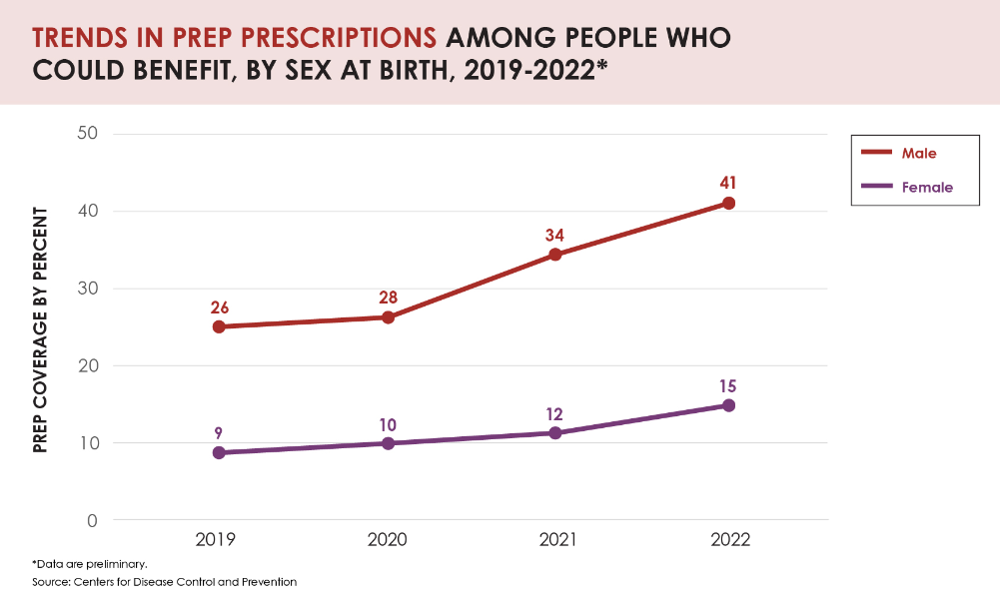 TRENDS IN PREP PRESCRIPTIONS AMONG PEOPLE WHO
COULD BENEFIT, BY SEX AT BIRTH, 2019-2022*
PREP COVERAGE BY PERCENT
50
40
30
20
10
0
26
28
34
41
9
10
12
15
2019
2020
2021
2022
Male
Female
*Data are preliminary.
Source: Centers for Disease Control and Prevention